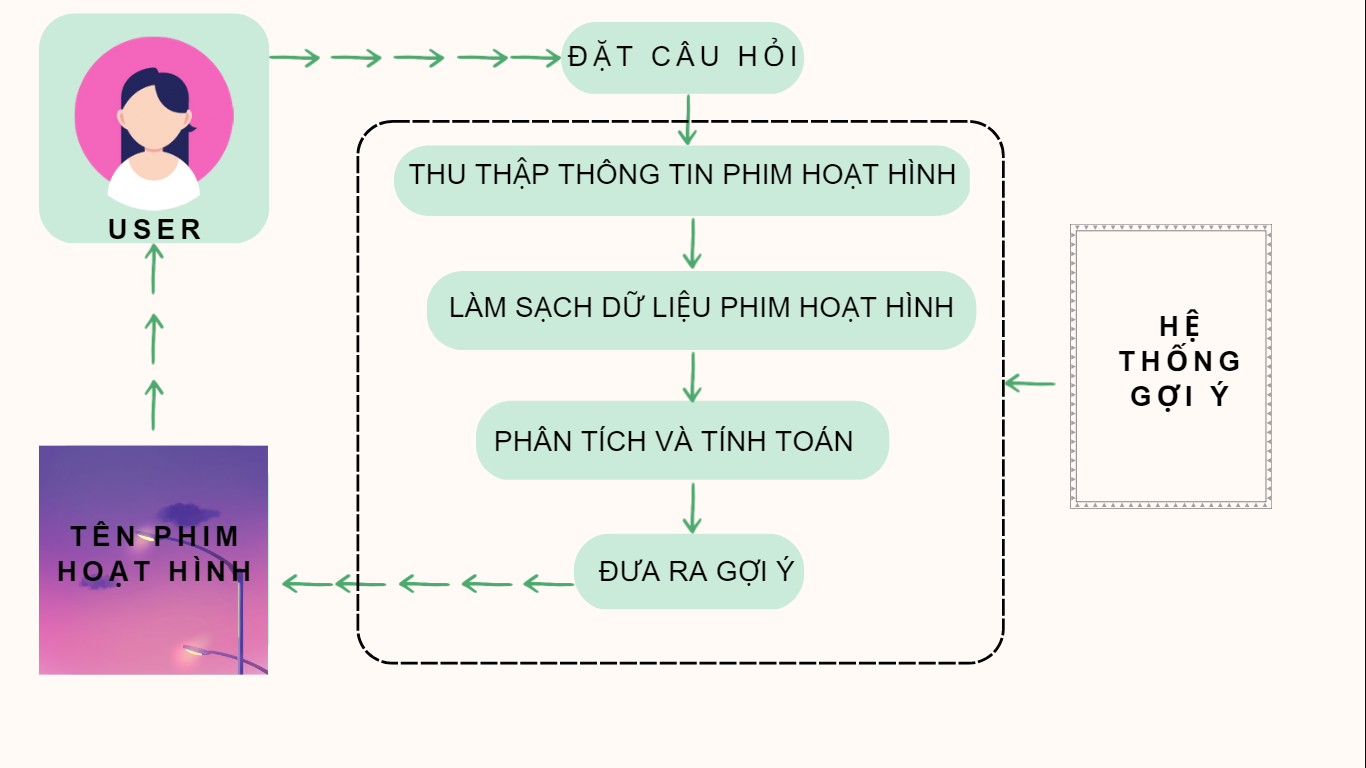 ĐẶT CÂU HỎI
USER
THU THẬP THÔNG TIN PHIM HOẠT HÌNH
LÀM SẠCH DỮ LIỆU PHIM HOẠT HÌNH
PHÂN TÍCH VÀ TÍNH TOÁN
ĐƯA RA GỢI Ý
HỆ
THỐNG
GỢI Ý
TÊN PHIM
HOẠT HÌNH